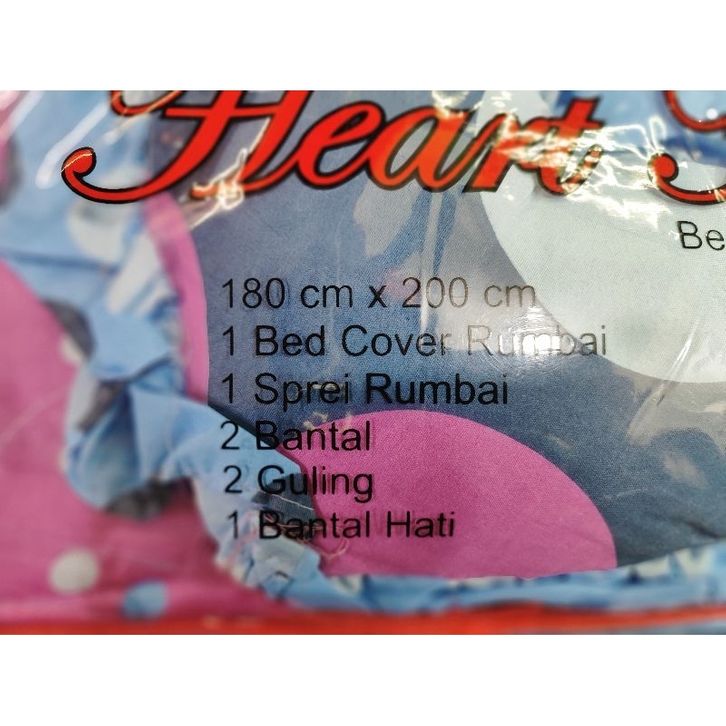 Heart
Be
180 cm x 200 cm
1 Bed Cover Rumbai
1 Sprei Rumbai
2 Bantal
2 Guling
1 Bantal Hati